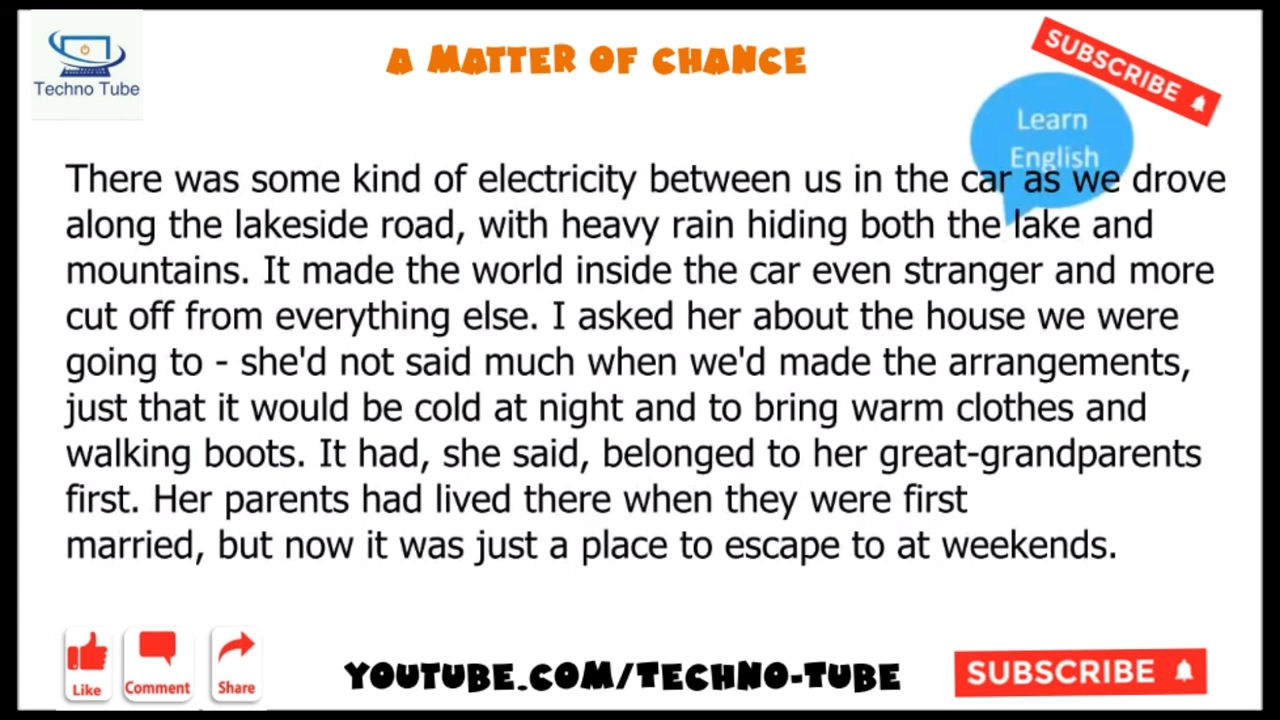 A MATTER OF CHANCE
SUBSCRIBE
Techno Tube
Learn
English
There was some kind of electricity between us in the car as we drove
along the lakeside road, with heavy rain hiding both the lake and
mountains. It made the world inside the car even stranger and more
cut off from everything else. I asked her about the house we were
going to - she'd not said much when we'd made the arrangements,
just that it would be cold at night and to bring warm clothes and
walking boots. It had, she said, belonged to her great-grandparents
first. Her parents had lived there when they were first
married, but now it was just a place to escape to at weekends.
Like
Comment
Share
YOUTUBE.COM/TECHNO-TUBE
SUBSCRIBE